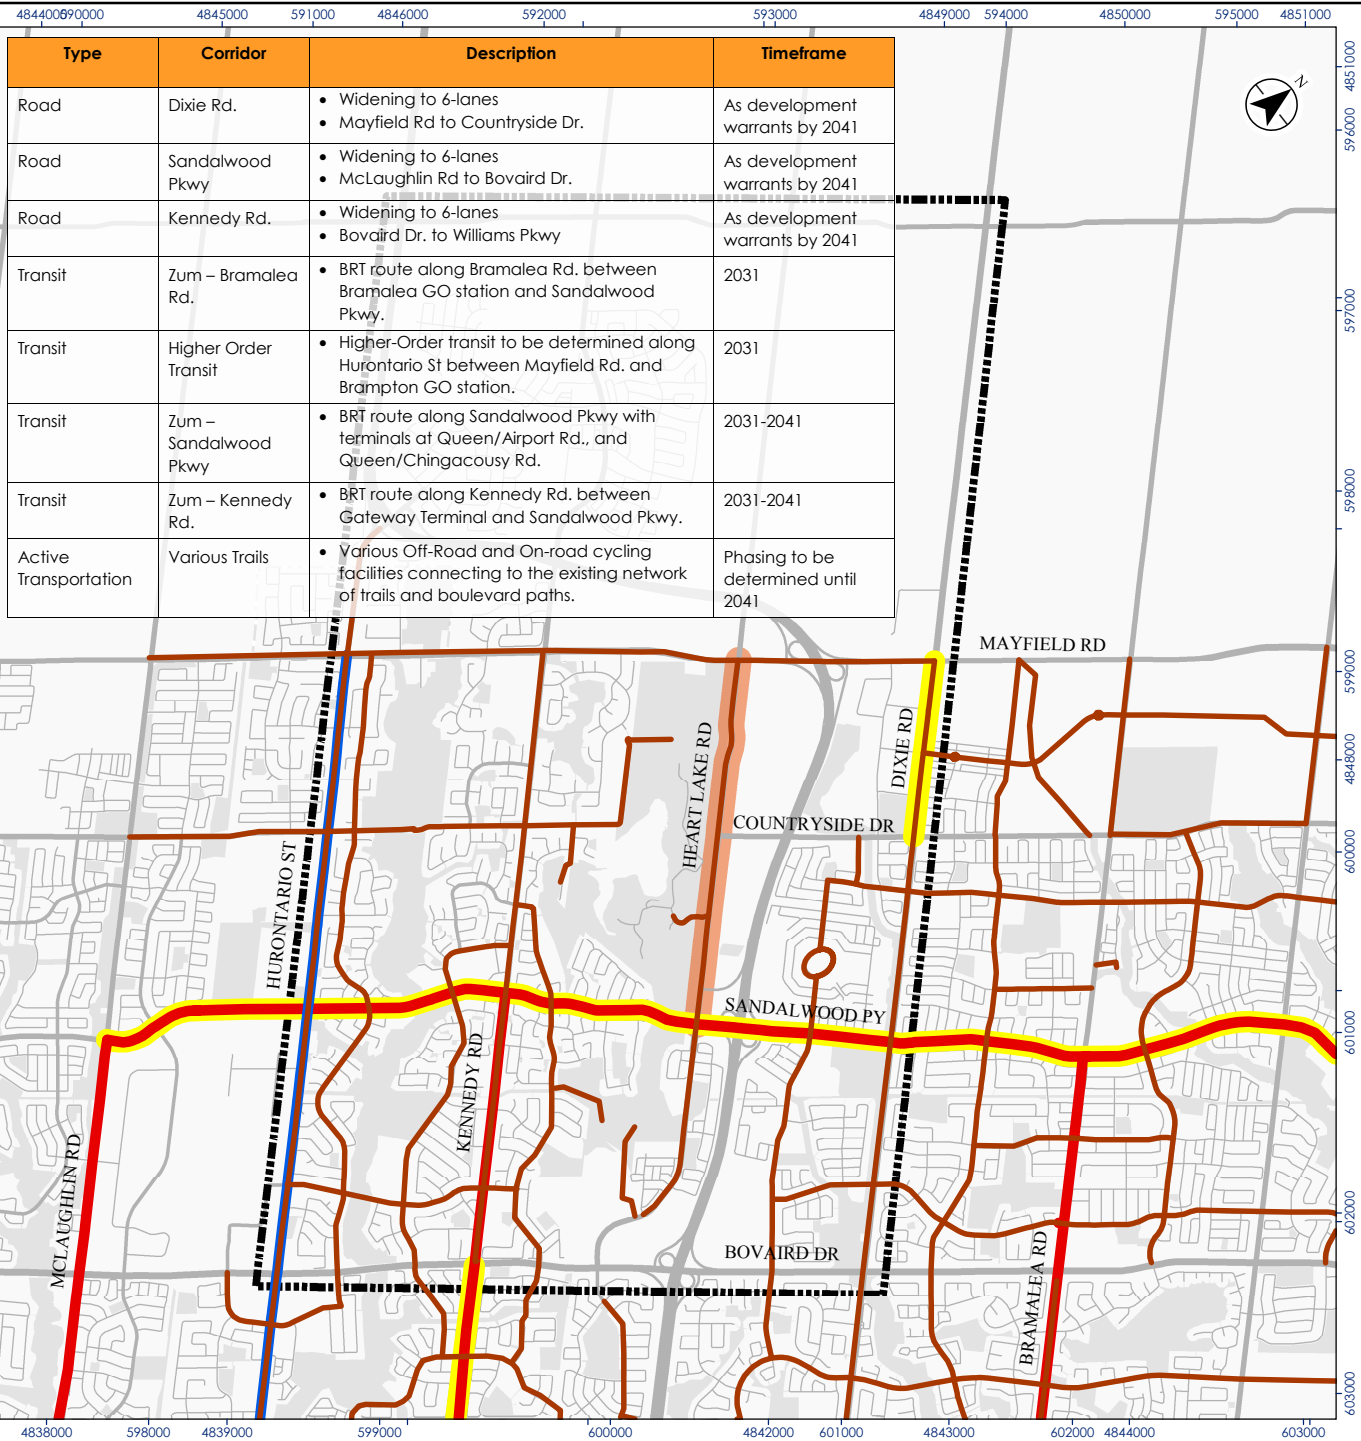 4844000 590000 4845000 591000 4846000 592000 593000 4849000 594000 4850000 595000 4851000
Type Corridor Description Timeframe
Road Dixie Rd. • Widening to 6-lanes As development
• Mayfield Rd to Countryside Dr. warrants by 2041
Road Sandalwood • Widening to 6-lanes As development
Pkwy • McLaughlin Rd to Bovaird Dr. warrants by 2041
Road Kennedy Rd. • Widening to 6-lanes As development
• Bovaird Dr. to Williams Pkwy warrants by 2041
Transit Zum – Bramalea • BRT route along Bramalea Rd. between 2031
Rd. Bramalea GO station and Sandalwood
Pkwy.
Transit Higher Order • Higher-Order transit to be determined along 2031
Transit Hurontario St between Mayfield Rd. and
Brampton GO station.
Transit Zum – • BRT route along Sandalwood Pkwy with 2031-2041
Sandalwood terminals at Queen/Airport Rd., and
Pkwy Queen/Chingacousy Rd.
Transit Zum – Kennedy • BRT route along Kennedy Rd. between 2031-2041
Rd. Gateway Terminal and Sandalwood Pkwy.
Active Various Trails • Various Off-Road and On-road cycling Phasing to be
Transportation facilities connecting to the existing network determined until
of trails and boulevard paths. 2041
N
4851000
596000
597000
598000
599000
4848000
600000
601000
602000
603000
MAYFIELD RD
DIXIE RD
HEART LAKE RD
COUNTRYSIDE DR
HURONTARIO ST
SANDALWOOD PY
KENNEDY RD
MCLAUGHLIN RD
BOVAIRD DR
BRAMALEA RD
4838000 598000 4839000 599000 600000 4842000 601000 4843000 602000 4844000 603000